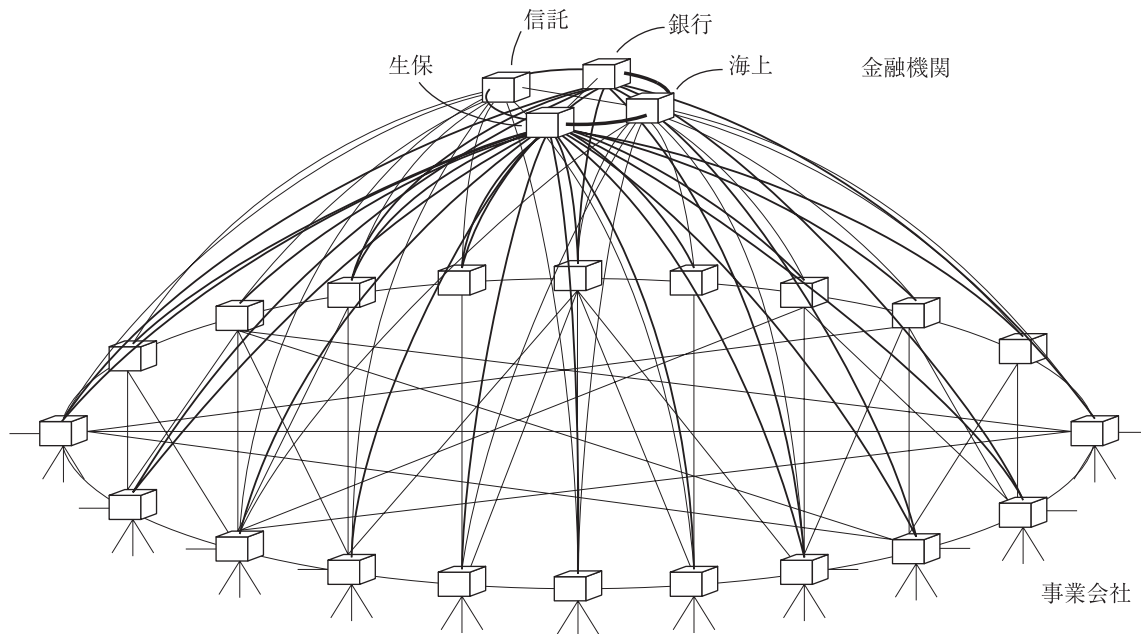 信託
銀行
生保
海上
金融機関
事業会社